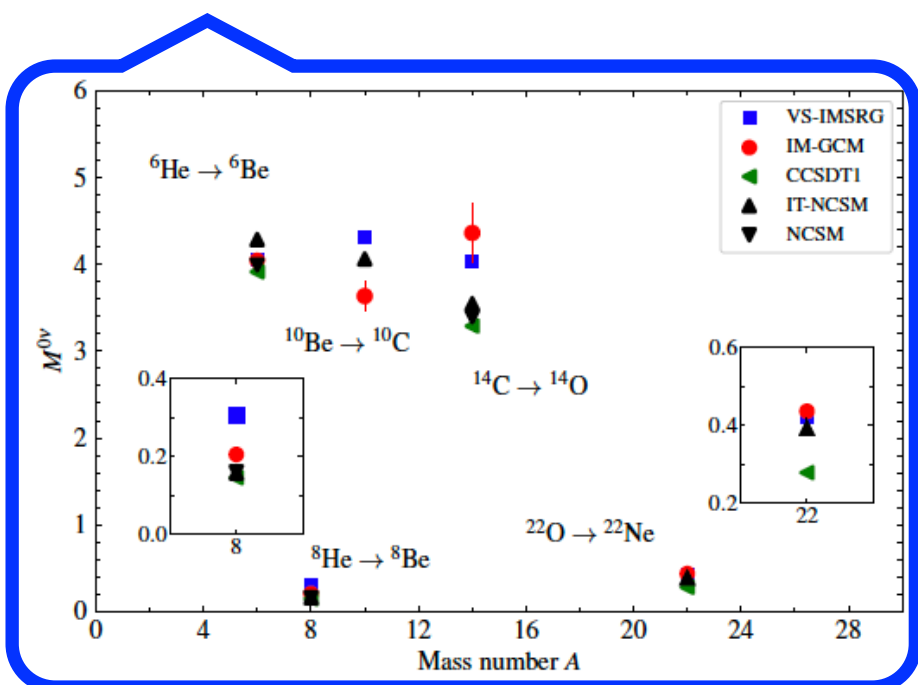 6
VS-IMSRG
IM-GCM
CCSDT1
IT-NCSM
NCSM
⁶He → ⁶Be
5
4
¹⁰Be → ¹⁰C
3
¹⁴C → ¹⁴O
M⁰ᵛ
0.4
0.2
0.0
8
0.6
0.4
0.2
22
2
1
²²O → ²²Ne
⁸He → ⁸Be
0
0 4 8 12 16 20 24 28
Mass number A